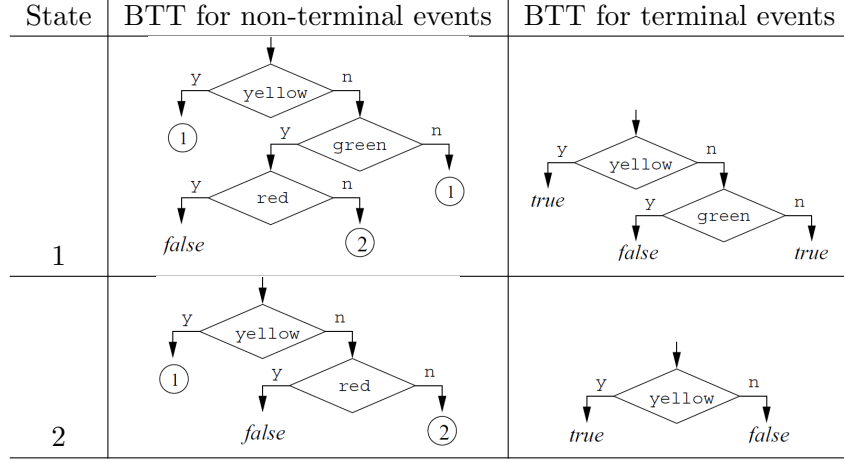 State BTT for non-terminal events BTT for terminal events
y yellow n
1
y green n
1
y red n
false
2
y yellow n
true
y green n
false true
1
y yellow n
1
y red n
false
2
y yellow n
true false
2